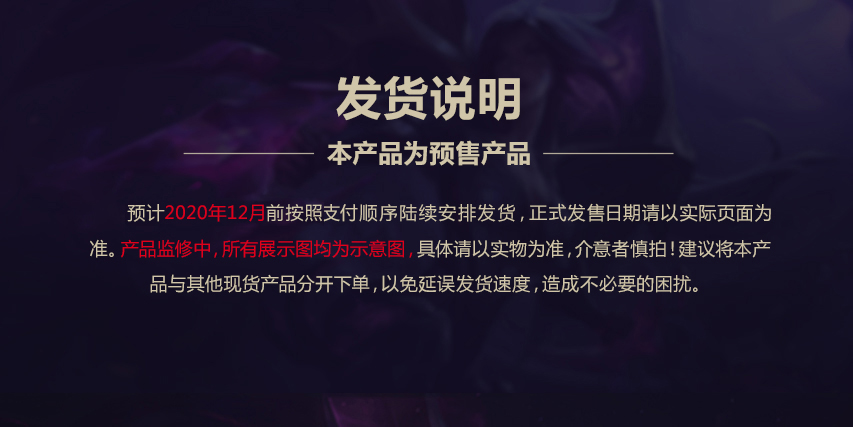 发货说明
本产品为预售产品
预计2020年12月前按照支付顺序陆续安排发货，正式发售日期请以实际页面为
准。产品监修中，所有展示图均为示意图，具体请以实物为准，介意者慎拍！建议将本产
品与其他现货产品分开下单，以免延误发货速度，造成不必要的困扰。